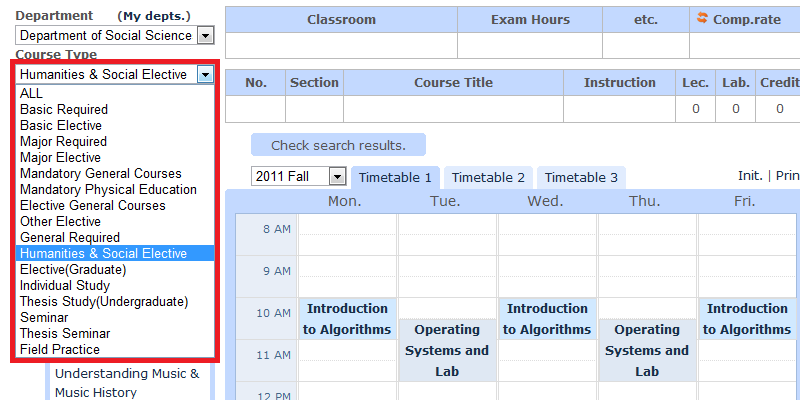 Department (My depts.)
Department of Social Science
Course Type
Humanities & Social Elective
ALL
Basic Required
Basic Elective
Major Required
Major Elective
Mandatory General Courses
Mandatory Physical Education
Elective General Courses
Other Elective
General Required
Humanities & Social Elective
Elective(Graduate)
Individual Study
Thesis Study(Undergraduate)
Seminar
Thesis Seminar
Field Practice
Understanding Music &
Music History
Classroom Exam Hours etc. Comp.rate
No. Section Course Title Instruction Lec. Lab. Credit
0 0 0
Check search results.
2011 Fall Timetable 1 Timetable 2 Timetable 3 Init. | Prin
Mon. Tue. Wed. Thu. Fri.
8 AM
9 AM
10 AM
11 AM
12 PM
Introduction
to Algorithms
Operating
Systems and
Lab
Introduction
to Algorithms
Operating
Systems and
Lab
Introduction
to Algorithms